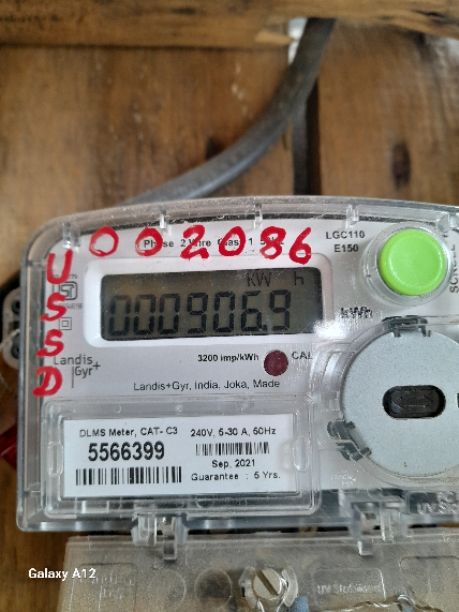 002086
Phase 2 Wire Class 1
LGC110
E150
USSD
KW h
000906.9
kWh
Landis+
Gyr
3200 imp/kWh
CAL
Landis+Gyr, India. Joka, Made
DLMS Meter, CAT- C3
240V, 5-30 A, 50Hz
5566399
Sep, 2021
Guarantee : 5 Yrs.
Galaxy A12